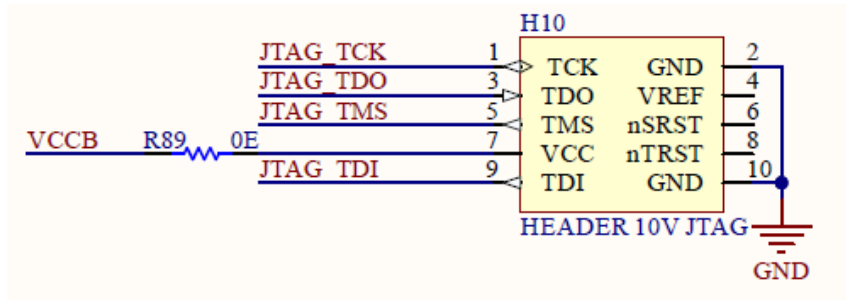 H10
JTAG_TCK 1 TCK GND 2
JTAG_TDO 3 TDO VREF 4
JTAG_TMS 5 TMS nSRST 6
VCCB R89 0E 7 VCC nTRST 8
JTAG_TDI 9 TDI GND 10
HEADER 10V JTAG
GND